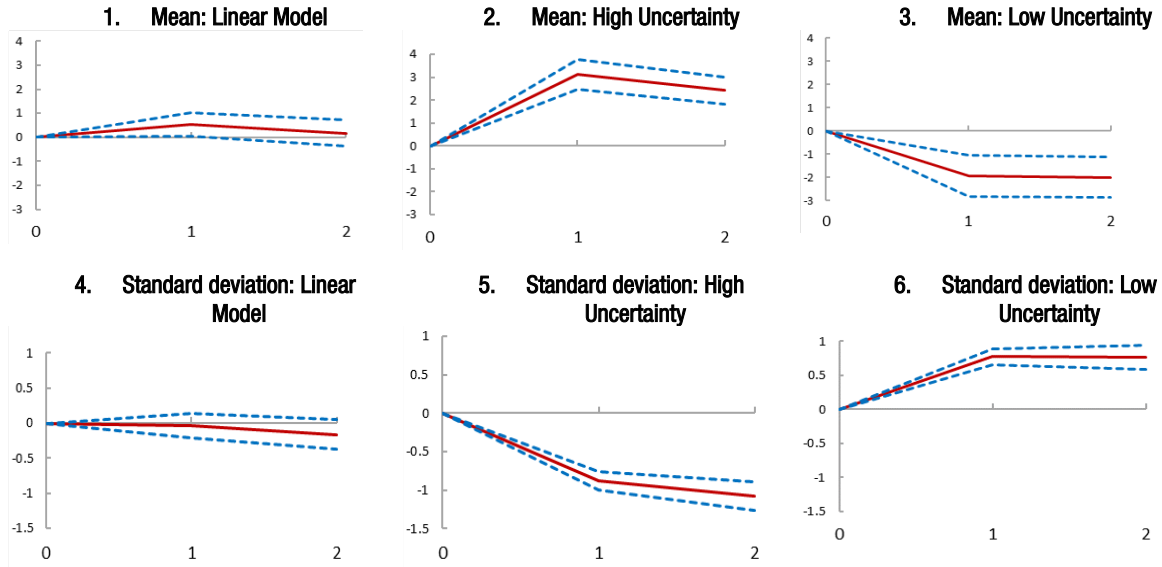 1. Mean: Linear Model
4
3
2
1
0
-1
-2
-3
0 1 2
2. Mean: High Uncertainty
4
3
2
1
0
-1
-2
-3
0 1 2
3. Mean: Low Uncertainty
4
3
2
1
0
-1
-2
-3
0 1 2
4. Standard deviation: Linear
Model
1
0.5
0
-0.5
-1
-1.5
0 1 2
5. Standard deviation: High
Uncertainty
1
0.5
0
-0.5
-1
-1.5
0 1 2
6. Standard deviation: Low
Uncertainty
1
0.5
0
-0.5
-1
-1.5
0 1 2